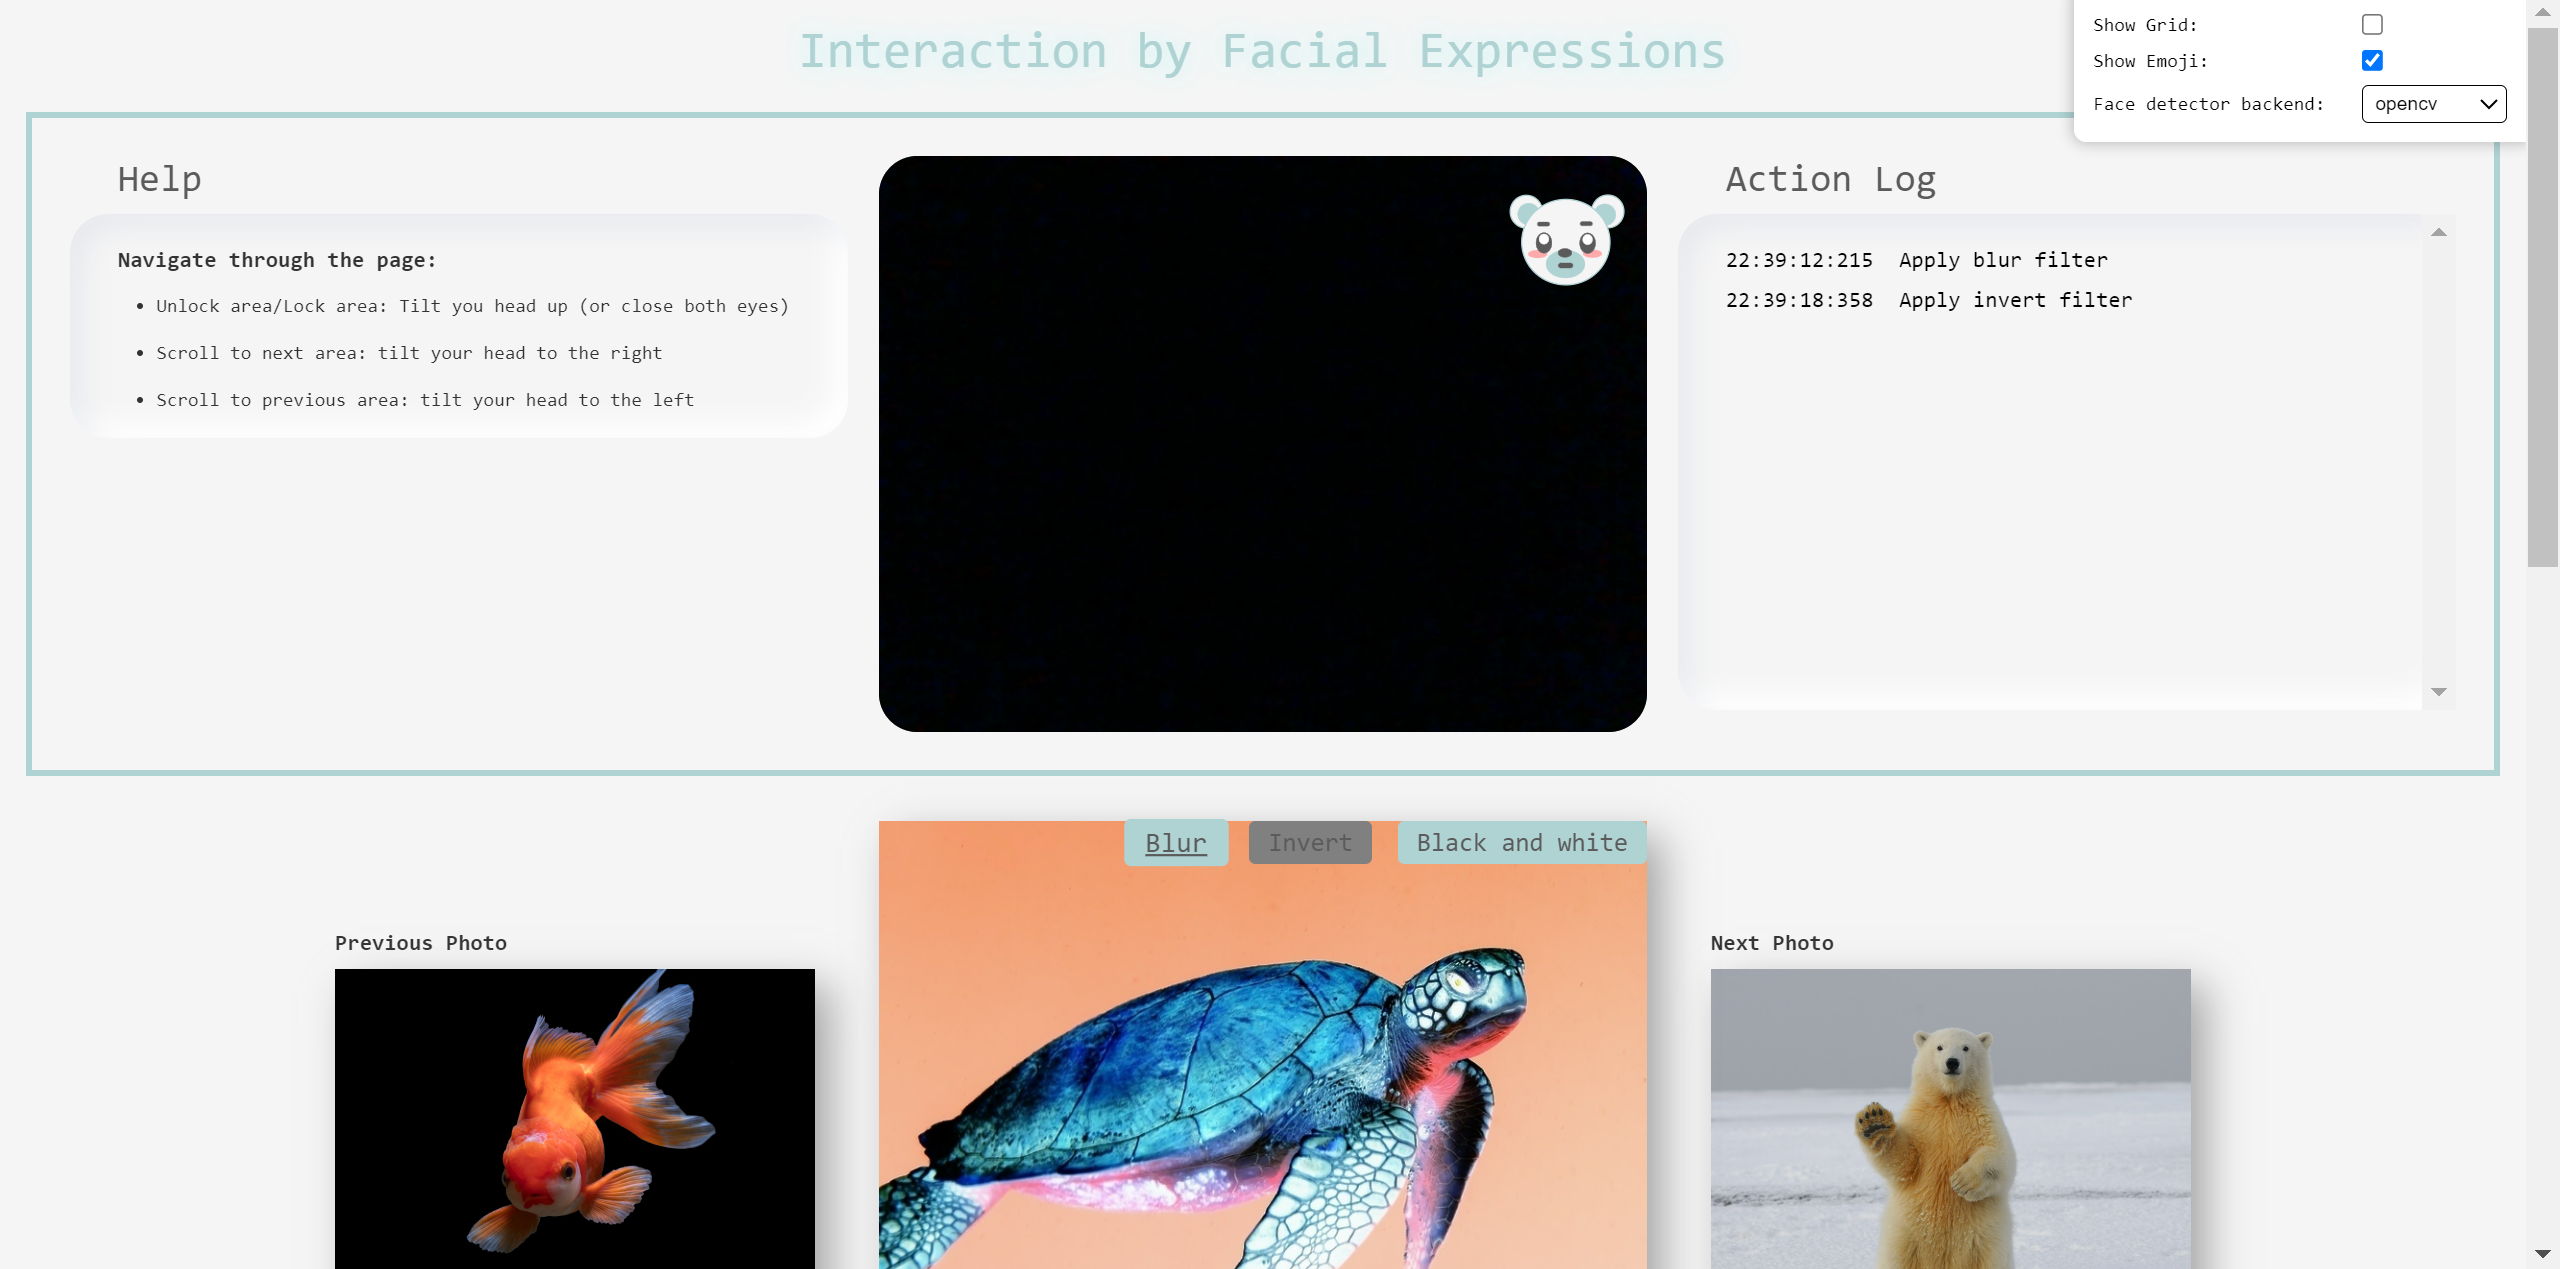 Interaction by Facial Expressions
Show Grid:
Show Emoji:
Face detector backend: opencv
Help
Navigate through the page:
• Unlock area/Lock area: Tilt you head up (or close both eyes)
• Scroll to next area: tilt your head to the right
• Scroll to previous area: tilt your head to the left
Action Log
22:39:12:215 Apply blur filter
22:39:18:358 Apply invert filter
Blur Invert Black and white
Previous Photo
Next Photo